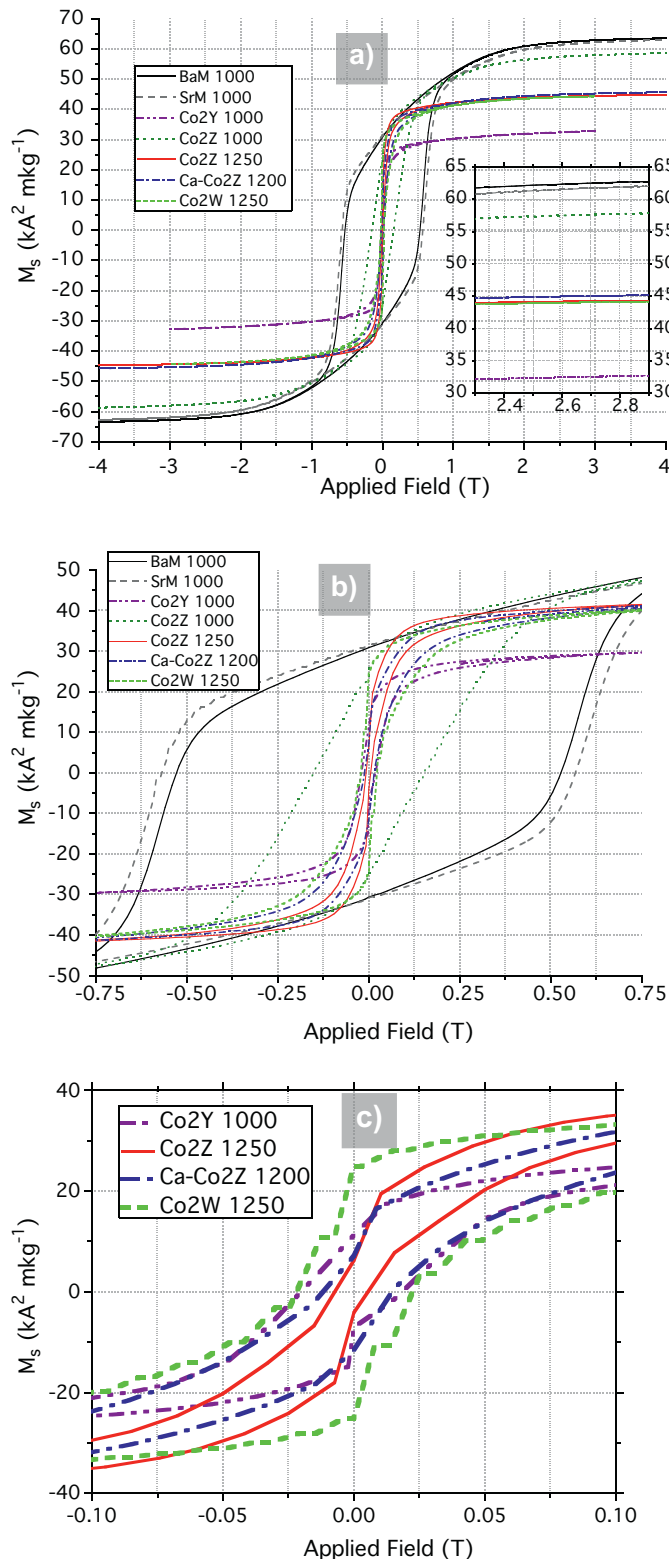 a)
70
60
50
40
30
20
10
0
-10
-20
-30
-40
-50
-60
-70
Mₛ (kA² mkg⁻¹)
BaM 1000
SrM 1000
Co2Y 1000
Co2Z 1000
Co2Z 1250
Ca-Co2Z 1200
Co2W 1250
65
60
55
50
45
40
35
30
65
60
55
50
45
40
35
30
2.4 2.6 2.8
-4 -3 -2 -1 0 1 2 3 4
Applied Field (T)
b)
BaM 1000
SrM 1000
Co2Y 1000
Co2Z 1000
Co2Z 1250
Ca-Co2Z 1200
Co2W 1250
50
40
30
20
10
0
-10
-20
-30
-40
-50
Mₛ (kA² mkg⁻¹)
-0.75 -0.50 -0.25 0.00 0.25 0.50 0.75
Applied Field (T)
c)
Co2Y 1000
Co2Z 1250
Ca-Co2Z 1200
Co2W 1250
40
20
0
-20
-40
Mₛ (kA² mkg⁻¹)
-0.10 -0.05 0.00 0.05 0.10
Applied Field (T)